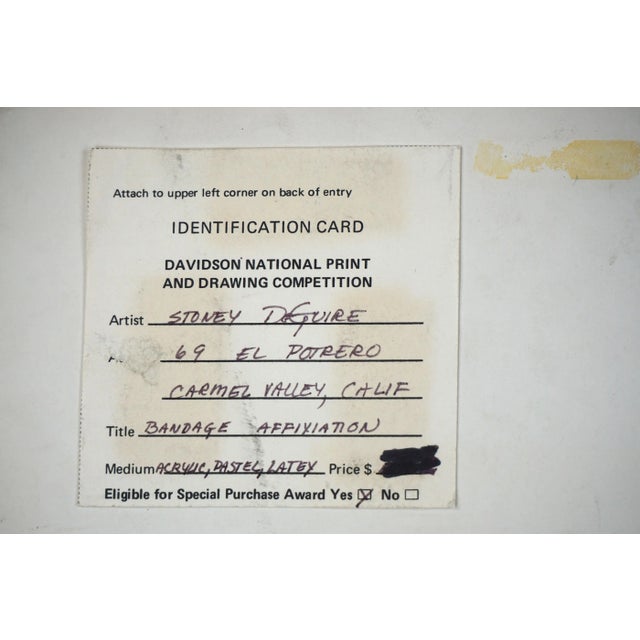 Attach to upper left corner on back of entry
IDENTIFICATION CARD
DAVIDSON NATIONAL PRINT
AND DRAWING COMPETITION
Artist STONEY DEGUIRE
69 EL POTRERO
CARMEL VALLEY, CALIF
Title BANDAGE AFFIXIATION
Medium ACRYLIC, PASTEL, LATEX Price $
Eligible for Special Purchase Award Yes ☒ No ☐